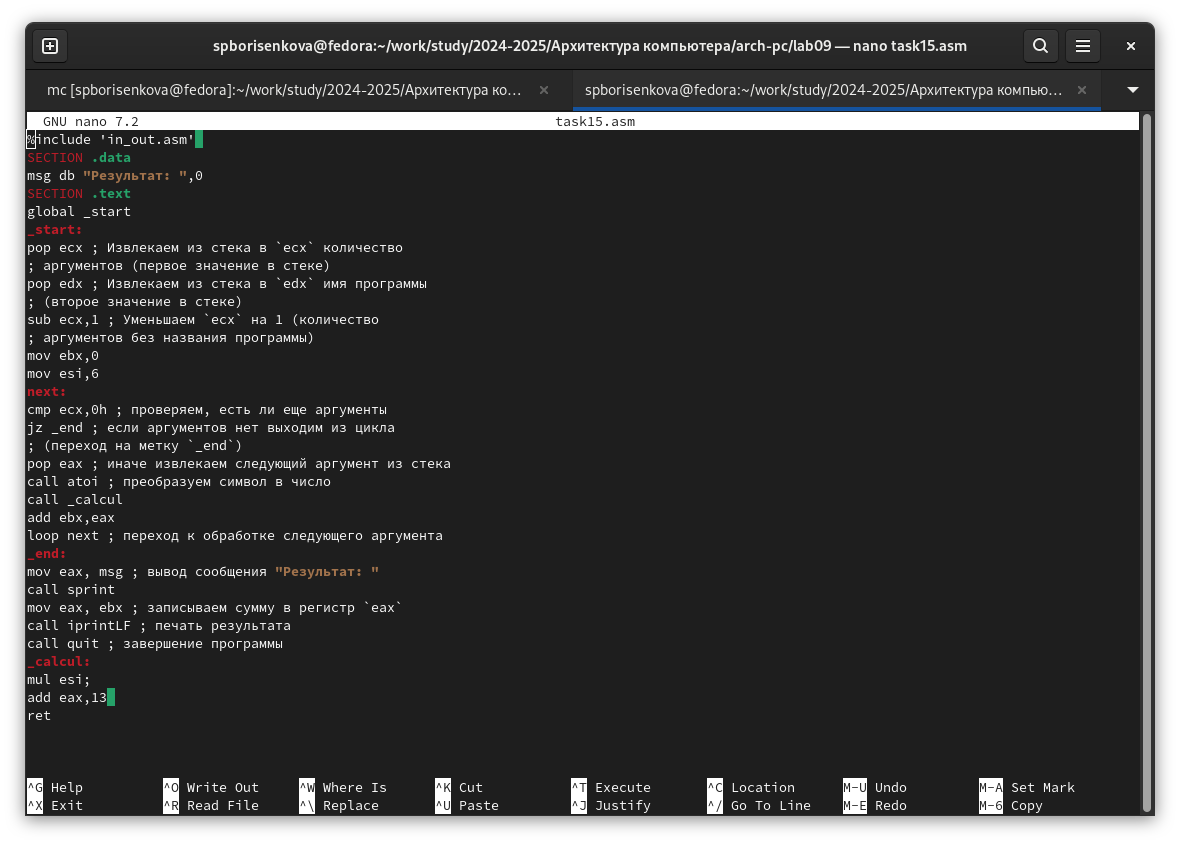 spborisenkova@fedora:~/work/study/2024-2025/Архитектура компьютера/arch-pc/lab09 — nano task15.asm
mc [spborisenkova@fedora]:~/work/study/2024-2025/Архитектура ко...
spborisenkova@fedora:~/work/study/2024-2025/Архитектура компью...
GNU nano 7.2 task15.asm
%include 'in_out.asm'
SECTION .data
msg db "Результат: ",0
SECTION .text
global _start
_start:
pop ecx ; Извлекаем из стека в `ecx` количество
; аргументов (первое значение в стеке)
pop edx ; Извлекаем из стека в `edx` имя программы
; (второе значение в стеке)
sub ecx,1 ; Уменьшаем `ecx` на 1 (количество
; аргументов без названия программы)
mov ebx,0
mov esi,6
next:
cmp ecx,0h ; проверяем, есть ли еще аргументы
jz _end ; если аргументов нет выходим из цикла
; (переход на метку `_end`)
pop eax ; иначе извлекаем следующий аргумент из стека
call atoi ; преобразуем символ в число
call _calcul
add ebx,eax
loop next ; переход к обработке следующего аргумента
_end:
mov eax, msg ; вывод сообщения "Результат: "
call sprint
mov eax, ebx ; записываем сумму в регистр `eax`
call iprintLF ; печать результата
call quit ; завершение программы
_calcul:
mul esi;
add eax,13
ret
^G Help ^O Write Out ^W Where Is ^K Cut ^T Execute ^C Location M-U Undo M-A Set Mark
^X Exit ^R Read File ^\ Replace ^U Paste ^J Justify ^/ Go To Line M-E Redo M-6 Copy